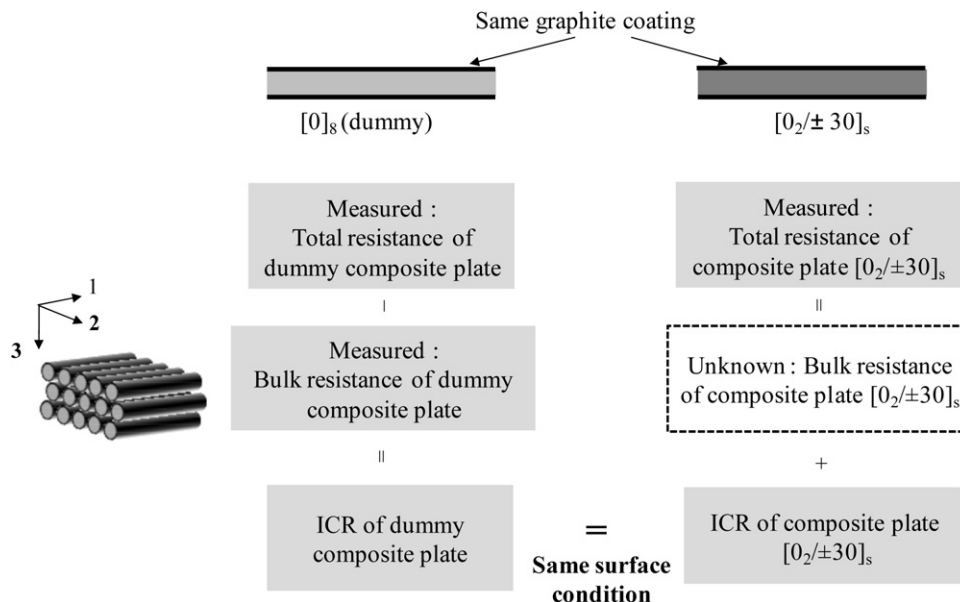 Same graphite coating
[0]₈ (dummy)
[0₂/± 30]ₛ
Measured :
Total resistance of
dummy composite plate
Measured :
Total resistance of
composite plate [0₂/±30]ₛ
–
=
1
2
3
Measured :
Bulk resistance of dummy
composite plate
Unknown : Bulk resistance
of composite plate [0₂/±30]ₛ
=
+
ICR of dummy
composite plate
=
Same surface
condition
ICR of composite plate
[0₂/±30]ₛ